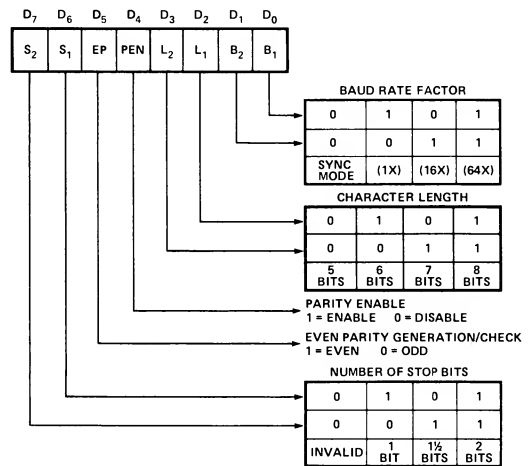 D7 D6 D5 D4 D3 D2 D1 D0
S2 S1 EP PEN L2 L1 B2 B1
BAUD RATE FACTOR
0 1 0 1
0 0 1 1
SYNC MODE (1X) (16X) (64X)
CHARACTER LENGTH
0 1 0 1
0 0 1 1
5 BITS 6 BITS 7 BITS 8 BITS
PARITY ENABLE
1 = ENABLE 0 = DISABLE
EVEN PARITY GENERATION/CHECK
1 = EVEN 0 = ODD
NUMBER OF STOP BITS
0 1 0 1
0 0 1 1
INVALID 1 BIT 1½ BITS 2 BITS